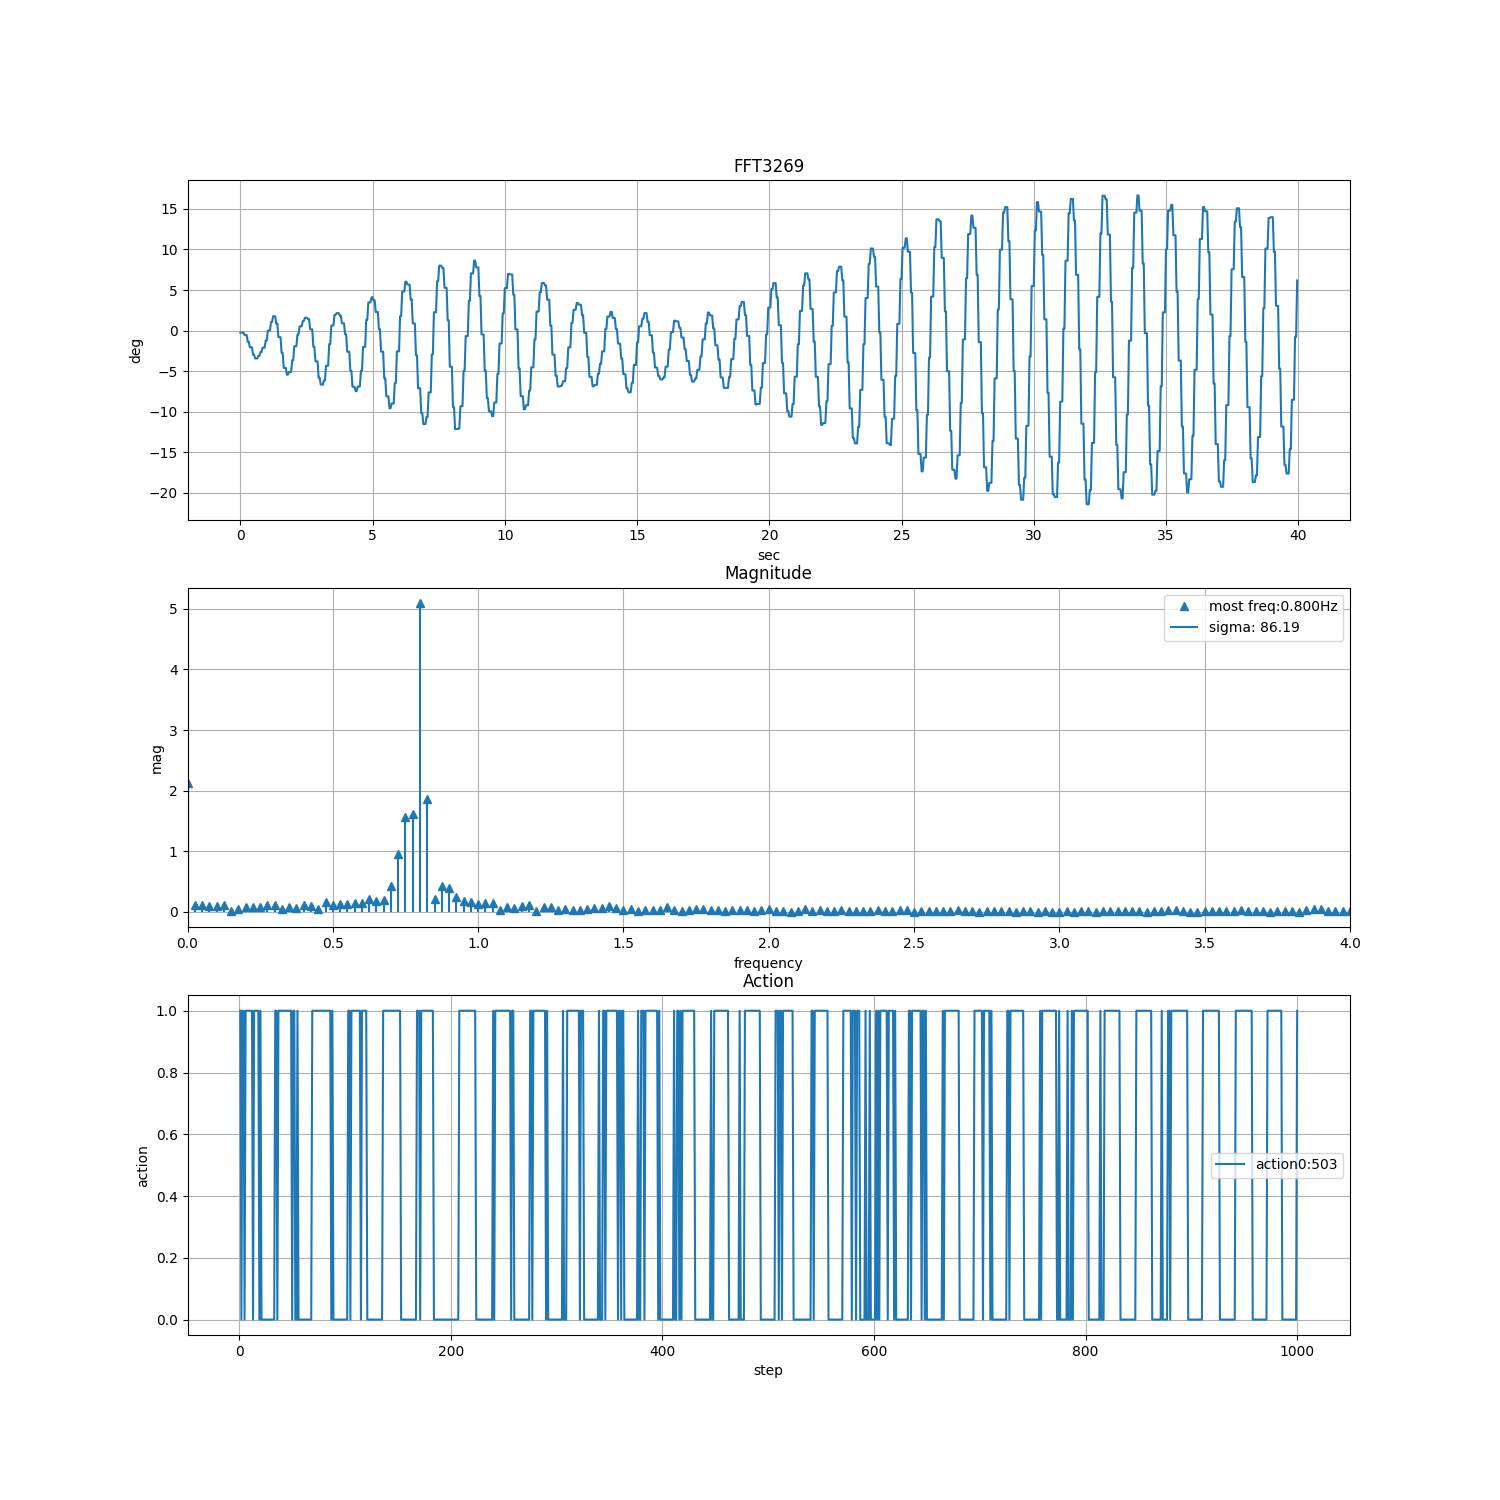 FFT3269
15
10
5
0
−5
−10
−15
−20
deg
0 5 10 15 20 25 30 35 40
sec
Magnitude
5
4
3
2
1
0
mag
most freq:0.800Hz
sigma: 86.19
0.0 0.5 1.0 1.5 2.0 2.5 3.0 3.5 4.0
frequency
Action
1.0
0.8
0.6
0.4
0.2
0.0
action
action0:503
0 200 400 600 800 1000
step